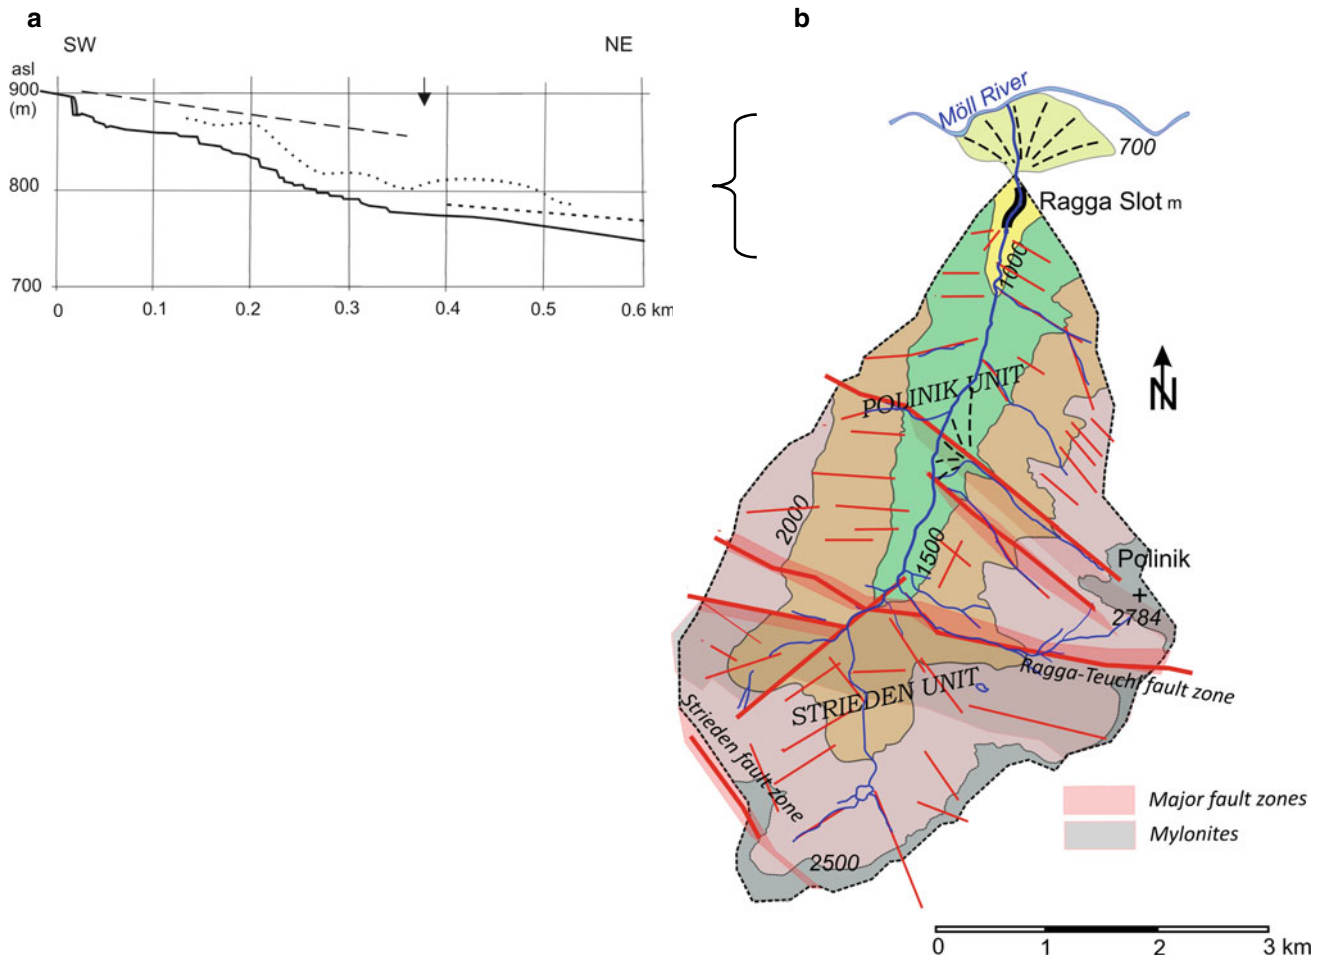 a
b
SW
NE
asl
900
(m)
800
700
0
0.1
0.2
0.3
0.4
0.5
0.6 km
Möll River
700
Ragga Slot m
1000
POLINIK UNIT
N
2000
1500
Polinik
2784
Ragga-Teuchl fault zone
STRIEDEN UNIT
Strieden fault zone
Major fault zones
Mylonites
2500
0
1
2
3 km